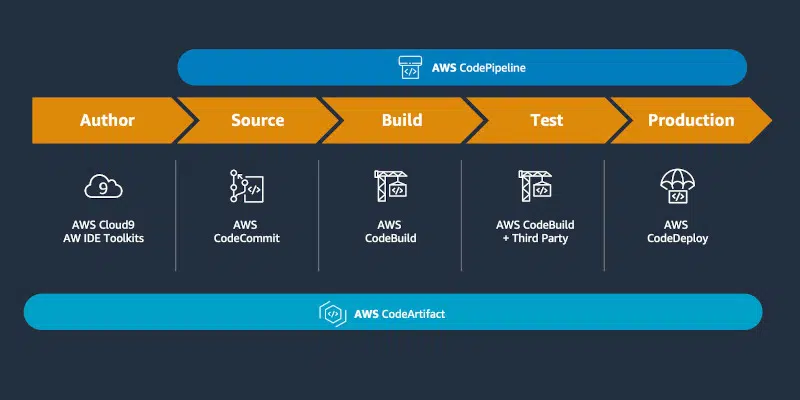 AWS CodePipeline
Author
Source
Build
Test
Production
9
AWS Cloud9
AW IDE Toolkits
AWS
CodeCommit
AWS
CodeBuild
AWS CodeBuild
+ Third Party
AWS
CodeDeploy
AWS CodeArtifact